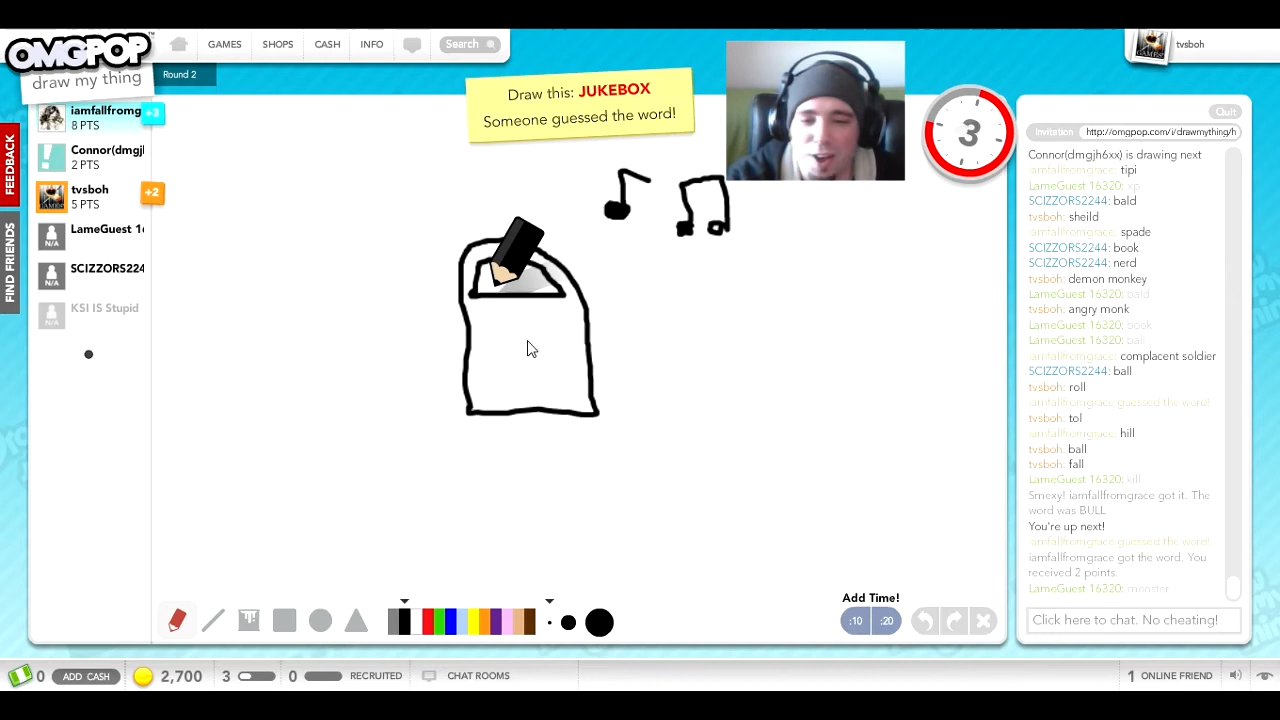 OMGPOP™
draw my thing
GAMES
SHOPS
CASH
INFO
Search
tvsboh
Round 2
Draw this: JUKEBOX
Someone guessed the word!
3
FEEDBACK
FIND FRIENDS
iamfallfromg
8 PTS
+3
Connor(dmgjl
2 PTS
tvsboh
5 PTS
+2
N/A
LameGuest 1
N/A
SCIZZORS224
N/A
KSI IS Stupid
Quit
Invitation
http://omgpop.com/i/drawmything/h
Connor(dmgjh6xx) is drawing next
iamfallfromgrace: tipi
LameGuest 16320: xp
SCIZZORS2244: bald
tvsboh: sheild
iamfallfromgrace: spade
SCIZZORS2244: book
SCIZZORS2244: nerd
tvsboh: demon monkey
LameGuest 16320: bald
tvsboh: angry monk
LameGuest 16320: book
LameGuest 16320: ball
iamfallfromgrace: complacent soldier
SCIZZORS2244: ball
tvsboh: roll
iamfallfromgrace guessed the word!
tvsboh: tol
iamfallfromgrace: hill
tvsboh: ball
tvsboh: fall
LameGuest 16320: kill
Smexy! iamfallfromgrace got it. The
word was BULL
You're up next!
iamfallfromgrace guessed the word!
iamfallfromgrace got the word. You
received 2 points.
LameGuest 16320: monster
Click here to chat. No cheating!
Add Time!
:10
:20
0
ADD CASH
2,700
3
0
RECRUITED
CHAT ROOMS
1 ONLINE FRIEND